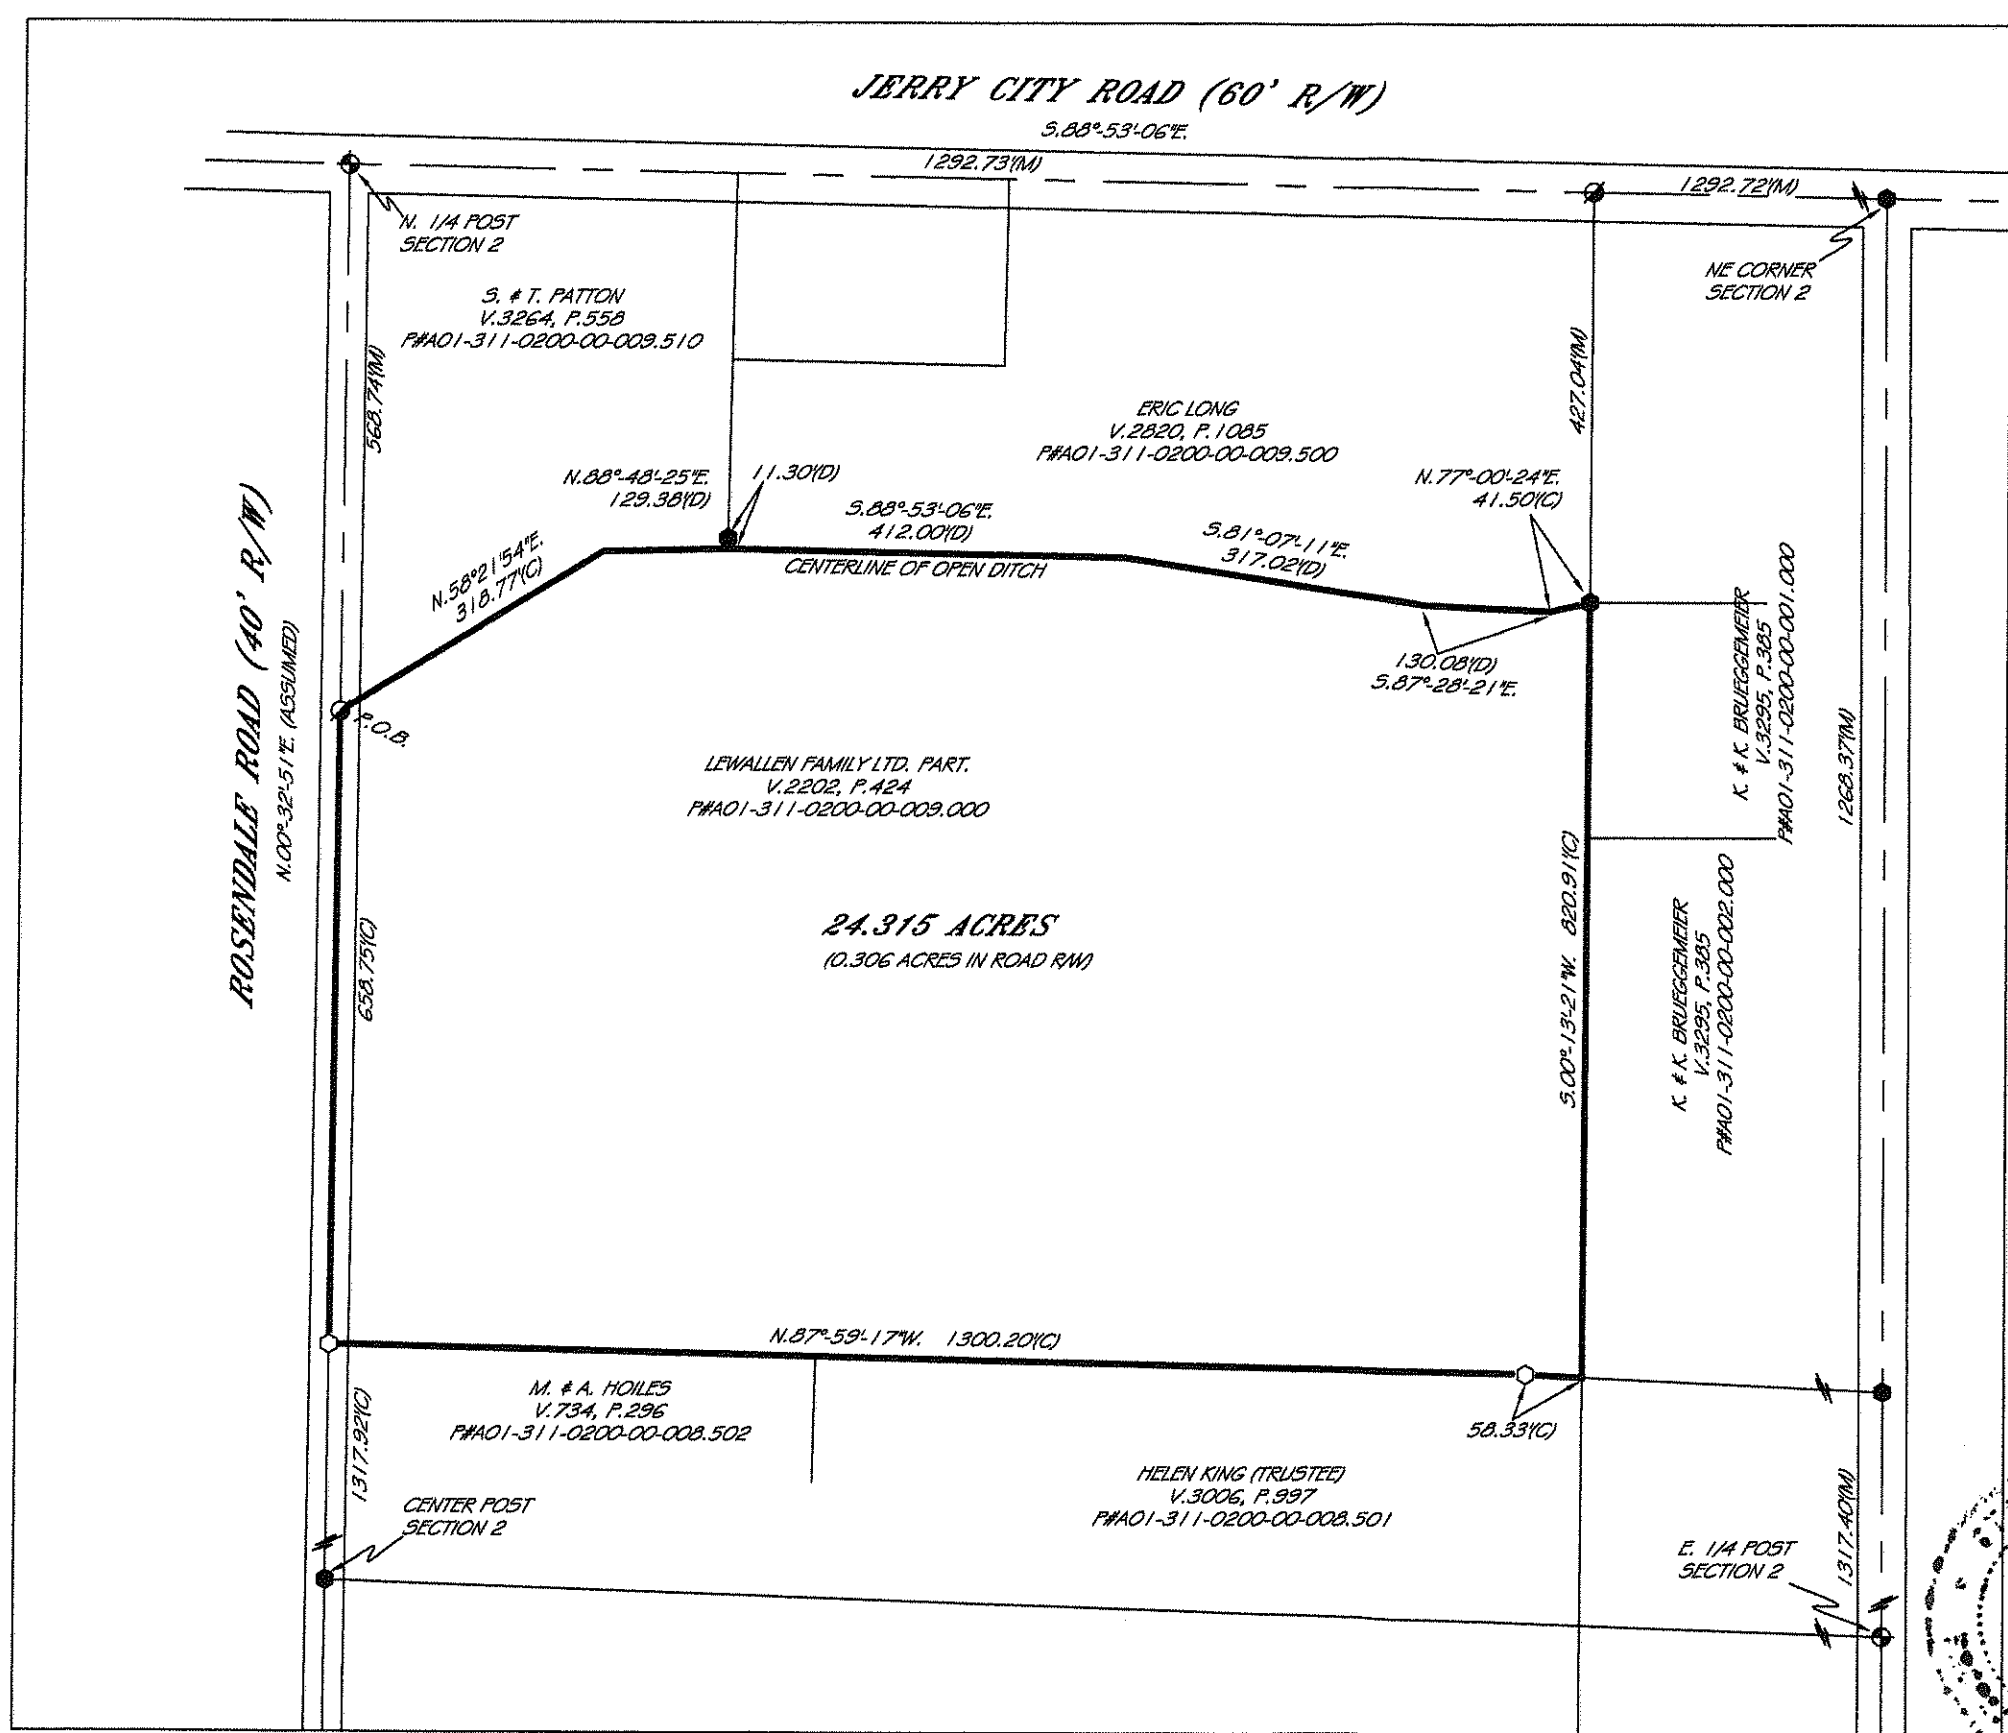 JERRY CITY ROAD (60' R/W)
S.88°-53'-06"E.
1292.73'(M)
1292.72'(M)
N. 1/4 POST
SECTION 2
NE CORNER
SECTION 2
S. & T. PATTON
V.3264, P.558
P#A01-311-0200-00-009.510
568.74'(M)
427.04'(M)
ERIC LONG
V.2820, P.1085
P#A01-311-0200-00-009.500
N.88°-48'-25"E.
129.38'(D)
11.30'(D)
S.88°-53'-06"E.
412.00'(D)
CENTERLINE OF OPEN DITCH
S.81°-07'-11"E.
317.02'(D)
N.77°-00'-24"E.
41.50'(C)
N.58°21'54"E.
318.77'(C)
130.08'(D)
S.87°-28'-21"E.
P.O.B.
ROSENDALE ROAD (40' R/W)
N.00°-32'-51"E. (ASSUMED)
K. & K. BRUEGGEMEIER
V.3295, P.385
P#A01-311-0200-00-001.000
1268.37'(M)
LEWALLEN FAMILY LTD. PART.
V.2202, P.424
P#A01-311-0200-00-009.000
24.315 ACRES
(0.306 ACRES IN ROAD R/W)
658.75'(C)
S.00°-13'-21"W. 820.91'(C)
K. & K. BRUEGGEMEIER
V.3295, P.385
P#A01-311-0200-00-002.000
N.87°-59'-17"W. 1300.20'(C)
M. & A. HOILES
V.734, P.296
P#A01-311-0200-00-008.502
58.33'(C)
1317.92'(C)
HELEN KING (TRUSTEE)
V.3006, P.997
P#A01-311-0200-00-008.501
CENTER POST
SECTION 2
E. 1/4 POST
SECTION 2
1317.40'(M)